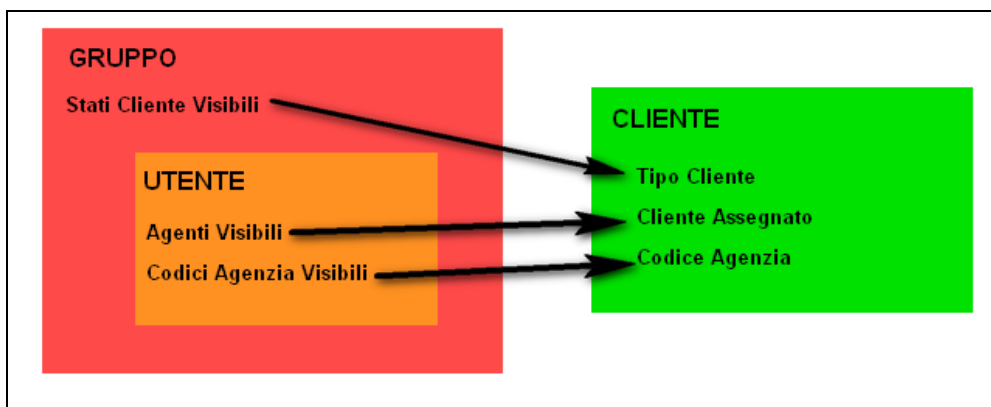 GRUPPO
Stati Cliente Visibili
UTENTE
Agenti Visibili
Codici Agenzia Visibili
CLIENTE
Tipo Cliente
Cliente Assegnato
Codice Agenzia